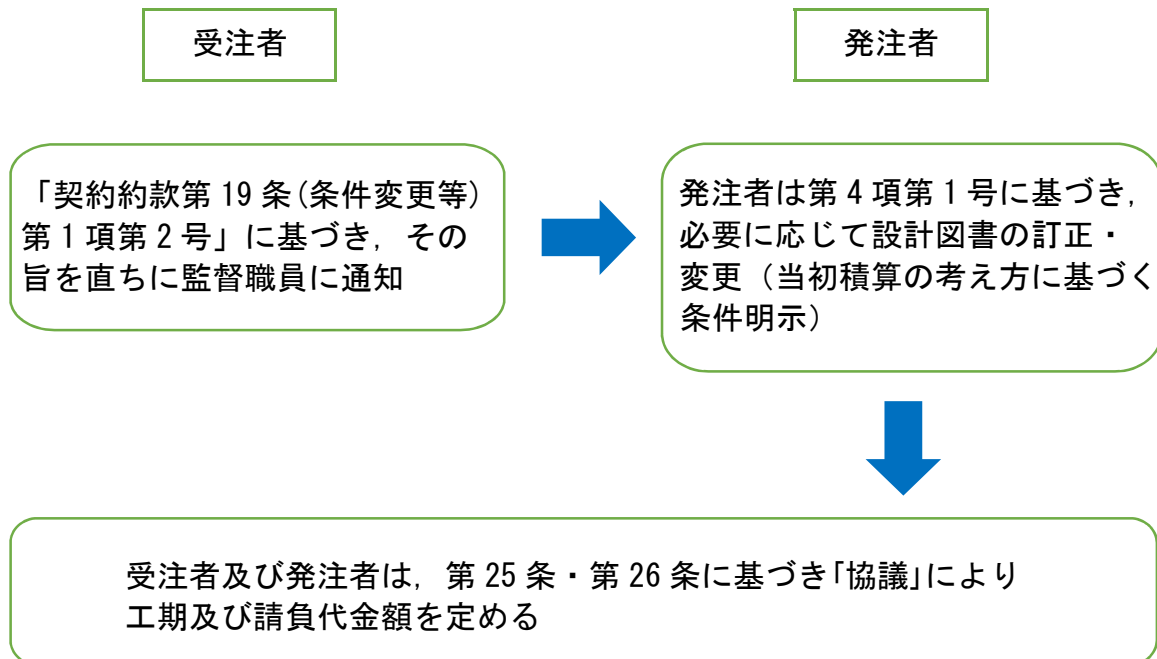 受注者
発注者
「契約約款第 19 条(条件変更等)
第 1 項第 2 号」に基づき，その
旨を直ちに監督職員に通知
発注者は第 4 項第 1 号に基づき，
必要に応じて設計図書の訂正・
変更（当初積算の考え方に基づく
条件明示）
受注者及び発注者は，第 25 条・第 26 条に基づき「協議」により
工期及び請負代金額を定める